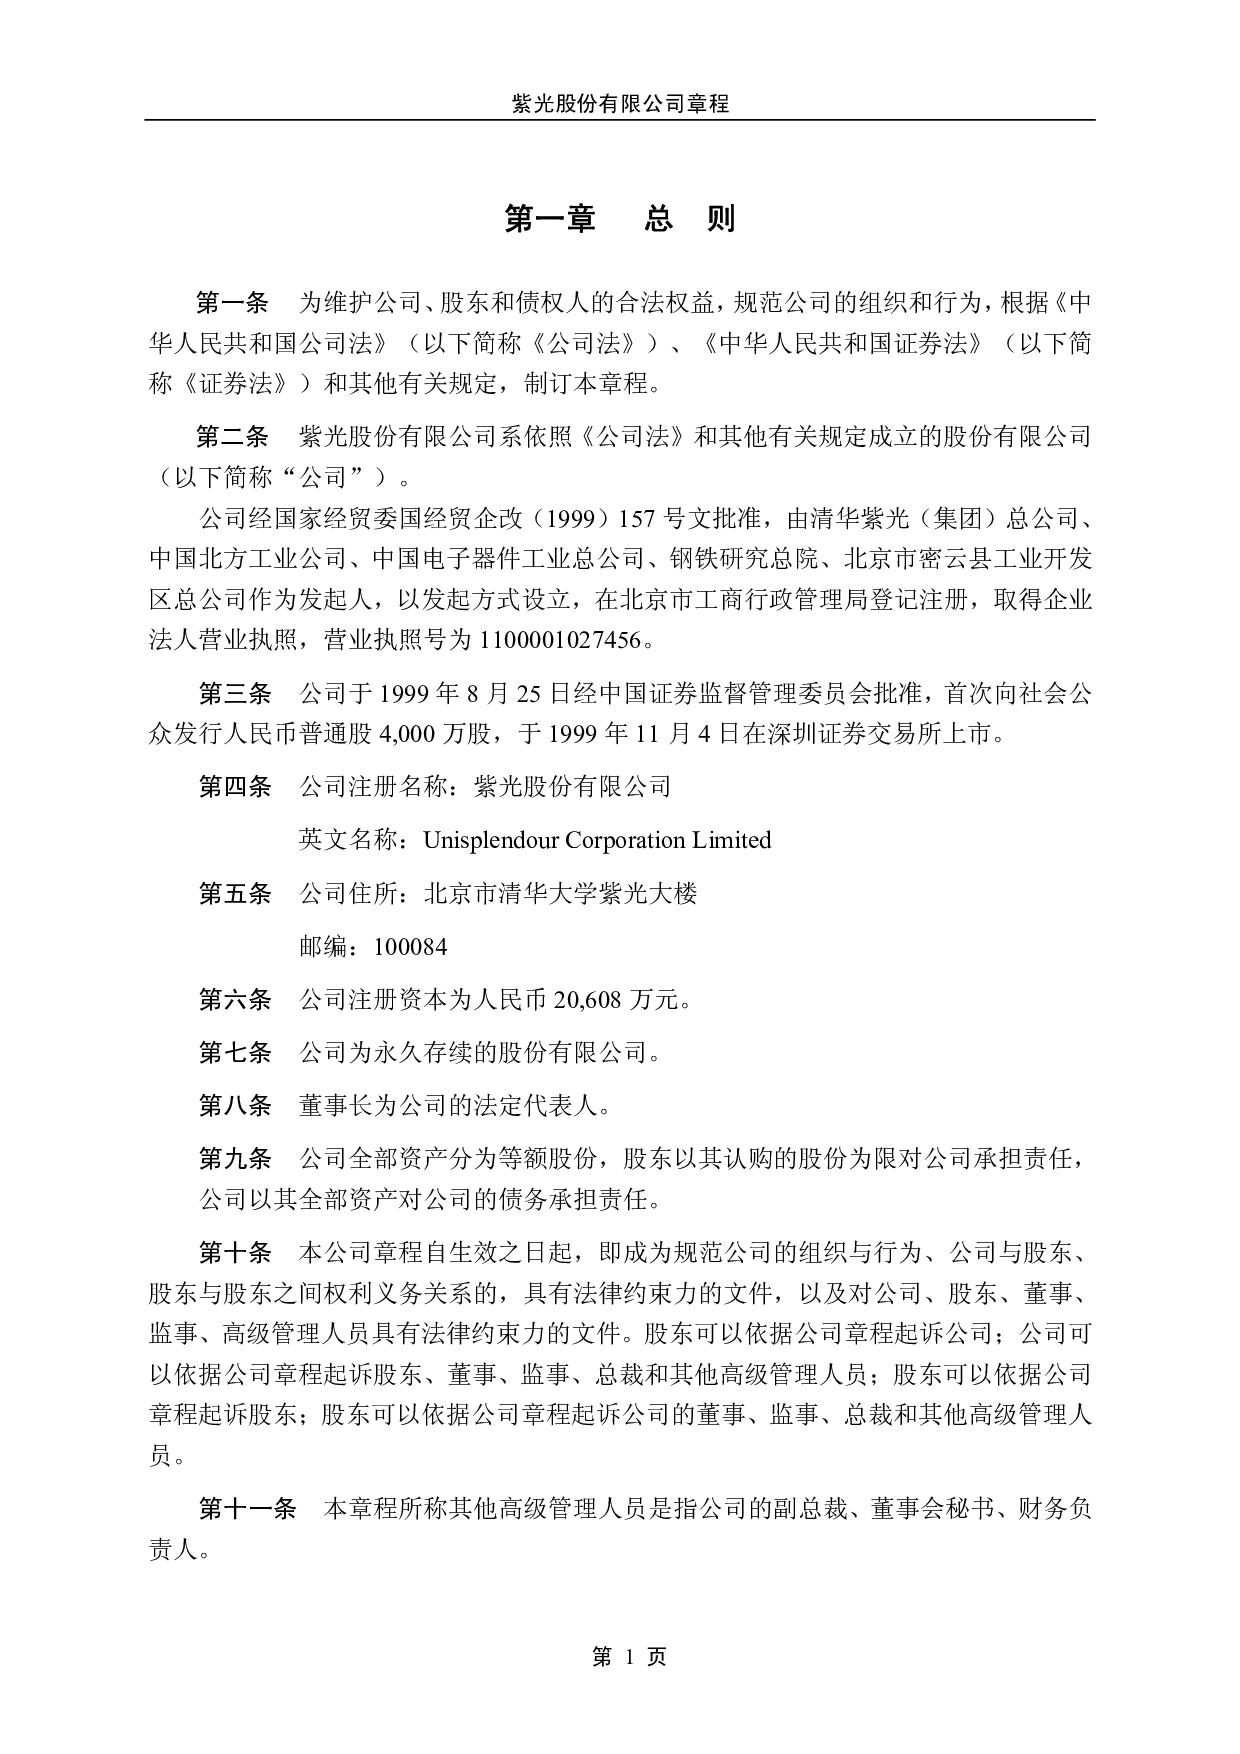 紫光股份有限公司章程
第一章 总 则
第一条 为维护公司、股东和债权人的合法权益，规范公司的组织和行为，根据《中
华人民共和国公司法》（以下简称《公司法》）、《中华人民共和国证券法》（以下简
称《证券法》）和其他有关规定，制订本章程。
第二条 紫光股份有限公司系依照《公司法》和其他有关规定成立的股份有限公司
（以下简称“公司”）。
公司经国家经贸委国经贸企改（1999）157 号文批准，由清华紫光（集团）总公司、
中国北方工业公司、中国电子器件工业总公司、钢铁研究总院、北京市密云县工业开发
区总公司作为发起人，以发起方式设立，在北京市工商行政管理局登记注册，取得企业
法人营业执照，营业执照号为 1100001027456。
第三条 公司于 1999 年 8 月 25 日经中国证券监督管理委员会批准，首次向社会公
众发行人民币普通股 4,000 万股，于 1999 年 11 月 4 日在深圳证券交易所上市。
第四条 公司注册名称：紫光股份有限公司
英文名称：Unisplendour Corporation Limited
第五条 公司住所：北京市清华大学紫光大楼
邮编：100084
第六条 公司注册资本为人民币 20,608 万元。
第七条 公司为永久存续的股份有限公司。
第八条 董事长为公司的法定代表人。
第九条 公司全部资产分为等额股份，股东以其认购的股份为限对公司承担责任，
公司以其全部资产对公司的债务承担责任。
第十条 本公司章程自生效之日起，即成为规范公司的组织与行为、公司与股东、
股东与股东之间权利义务关系的，具有法律约束力的文件，以及对公司、股东、董事、
监事、高级管理人员具有法律约束力的文件。股东可以依据公司章程起诉公司；公司可
以依据公司章程起诉股东、董事、监事、总裁和其他高级管理人员；股东可以依据公司
章程起诉股东；股东可以依据公司章程起诉公司的董事、监事、总裁和其他高级管理人
员。
第十一条 本章程所称其他高级管理人员是指公司的副总裁、董事会秘书、财务负
责人。
第 1 页